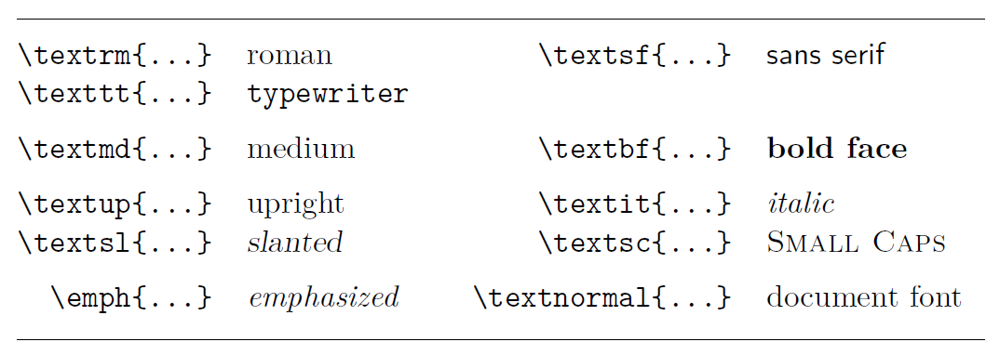 \textrm{...} roman \textsf{...} sans serif
\texttt{...} typewriter
\textmd{...} medium \textbf{...} bold face
\textup{...} upright \textit{...} italic
\textsl{...} slanted \textsc{...} Small Caps
\emph{...} emphasized \textnormal{...} document font